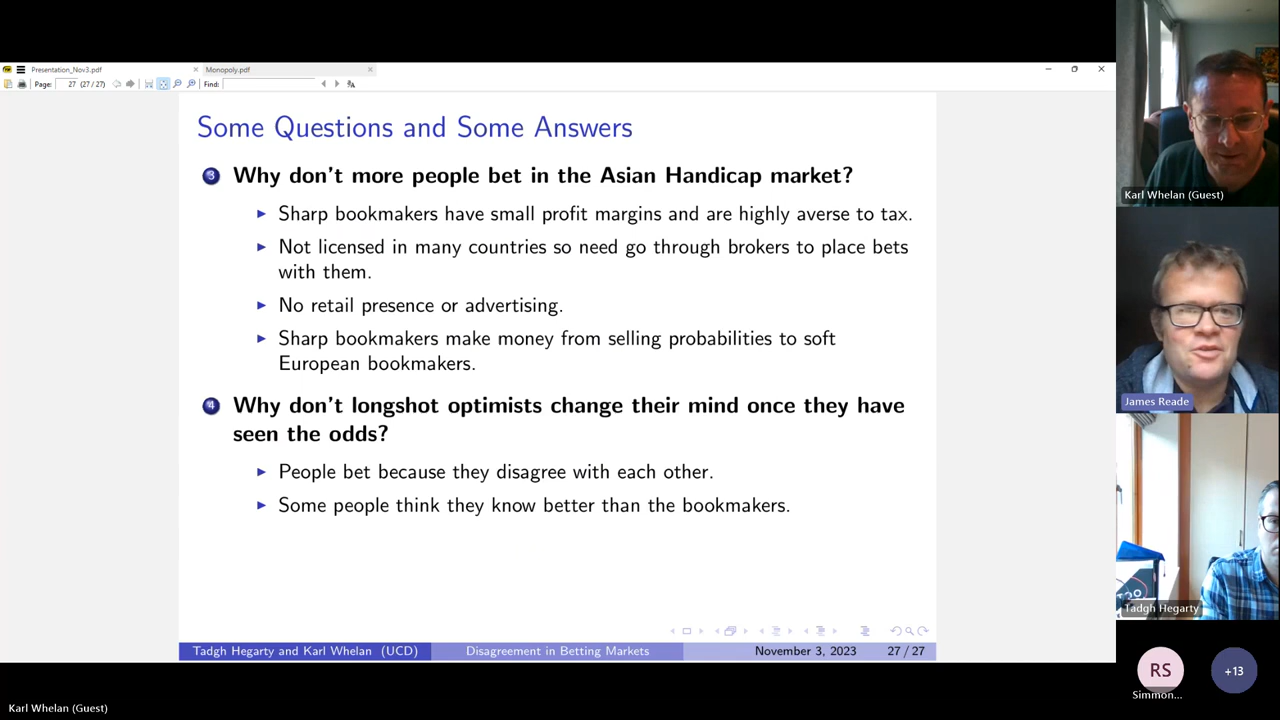 Presentation_Nov3.pdf
Monopoly.pdf
Page: 27 (27 / 27)
Find:
Some Questions and Some Answers
3 Why don't more people bet in the Asian Handicap market?
Sharp bookmakers have small profit margins and are highly averse to tax.
Not licensed in many countries so need go through brokers to place bets
with them.
No retail presence or advertising.
Sharp bookmakers make money from selling probabilities to soft
European bookmakers.
4 Why don't longshot optimists change their mind once they have
seen the odds?
People bet because they disagree with each other.
Some people think they know better than the bookmakers.
Tadgh Hegarty and Karl Whelan (UCD)
Disagreement in Betting Markets
November 3, 2023
27 / 27
Karl Whelan (Guest)
James Reade
Tadgh Hegarty
RS
Simmon...
+13
Karl Whelan (Guest)